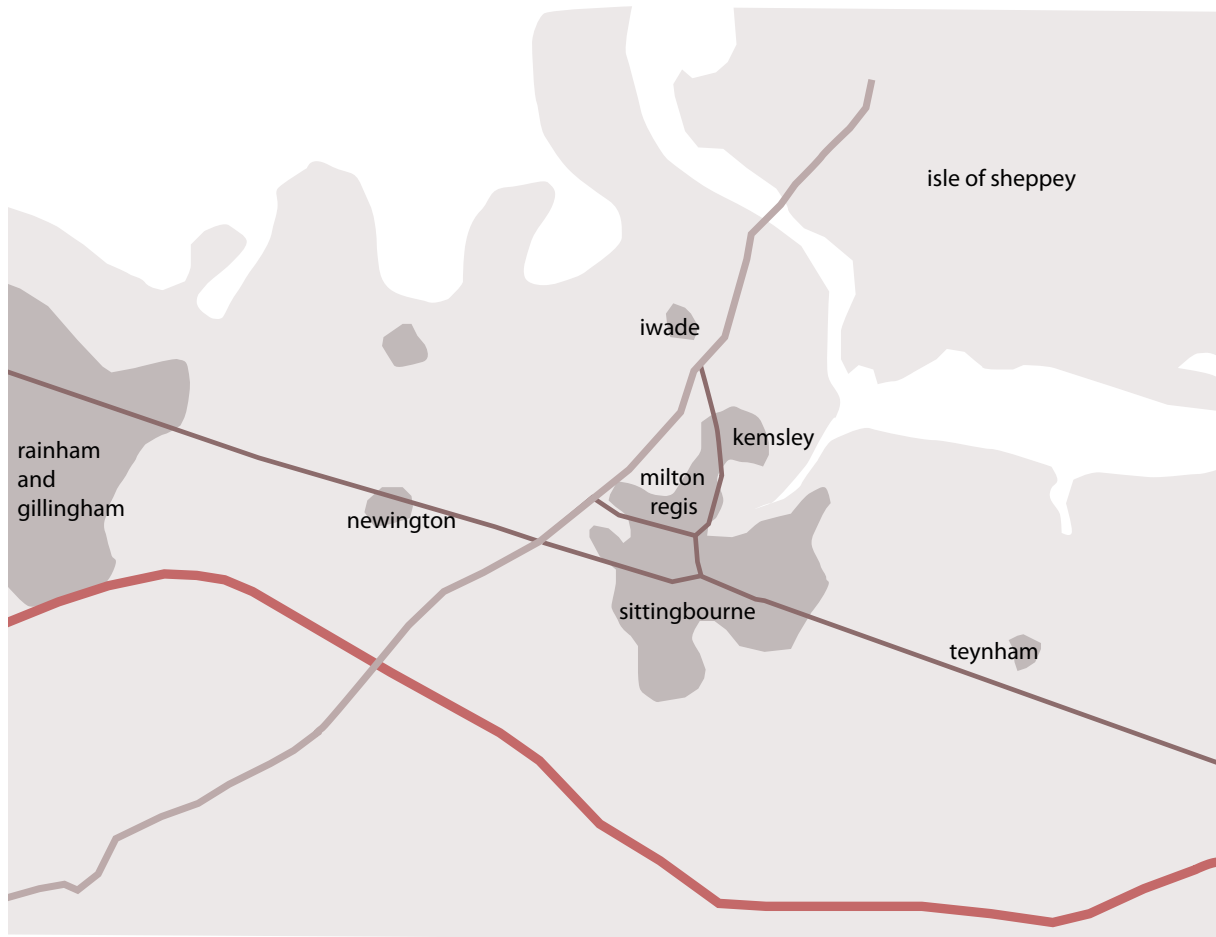 isle of sheppey
iwade
kemsley
rainham
and
gillingham
milton
regis
newington
sittingbourne
teynham